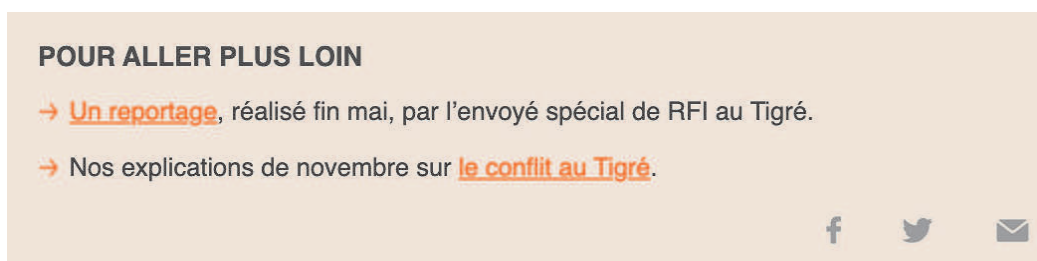 POUR ALLER PLUS LOIN
→ Un reportage, réalisé fin mai, par l’envoyé spécial de RFI au Tigré.
→ Nos explications de novembre sur le conflit au Tigré.